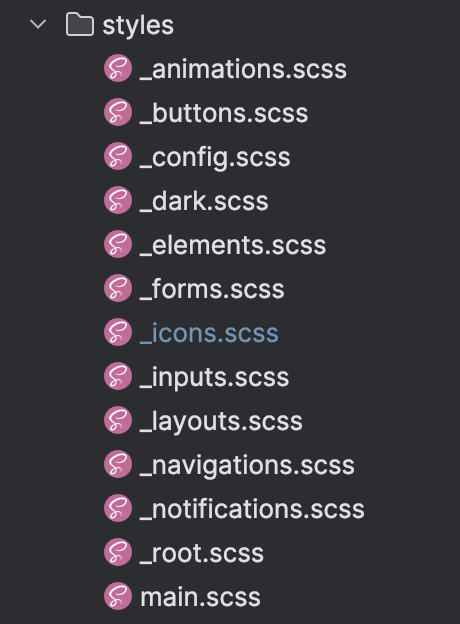 styles
_animations.scss
_buttons.scss
_config.scss
_dark.scss
_elements.scss
_forms.scss
_icons.scss
_inputs.scss
_layouts.scss
_navigations.scss
_notifications.scss
_root.scss
main.scss